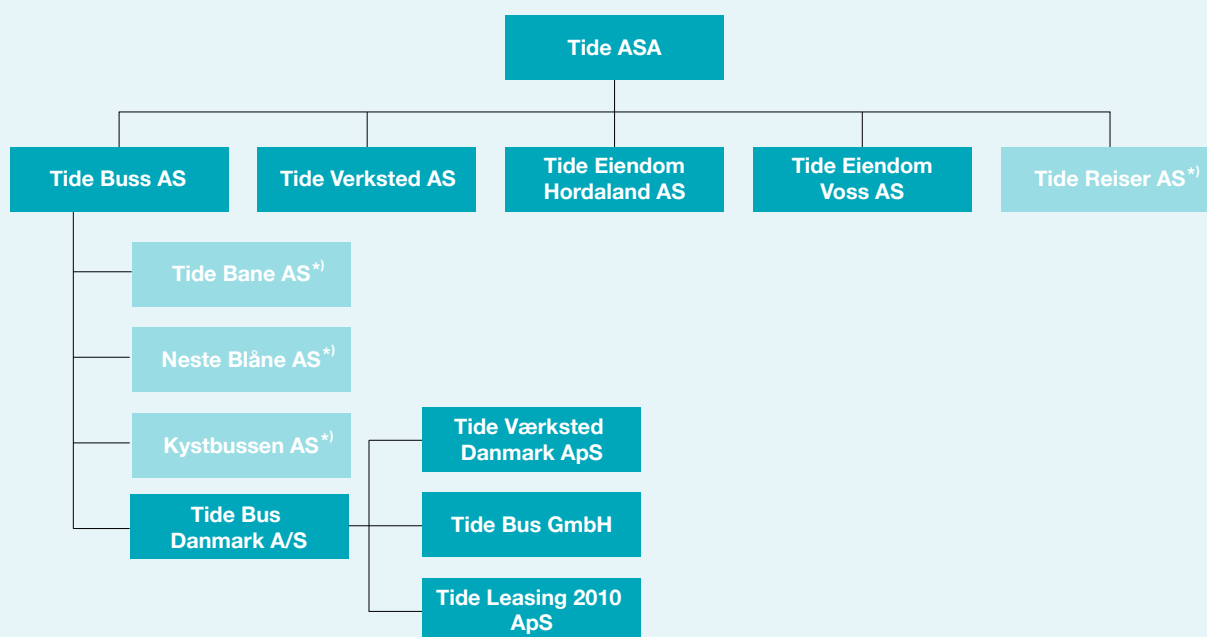 Tide ASA
Tide Buss AS
Tide Verksted AS
Tide Eiendom
Hordaland AS
Tide Eiendom
Voss AS
Tide Reiser AS*)
Tide Bane AS*)
Neste Blåne AS*)
Kystbussen AS*)
Tide Bus
Danmark A/S
Tide Værksted
Danmark ApS
Tide Bus GmbH
Tide Leasing 2010
ApS